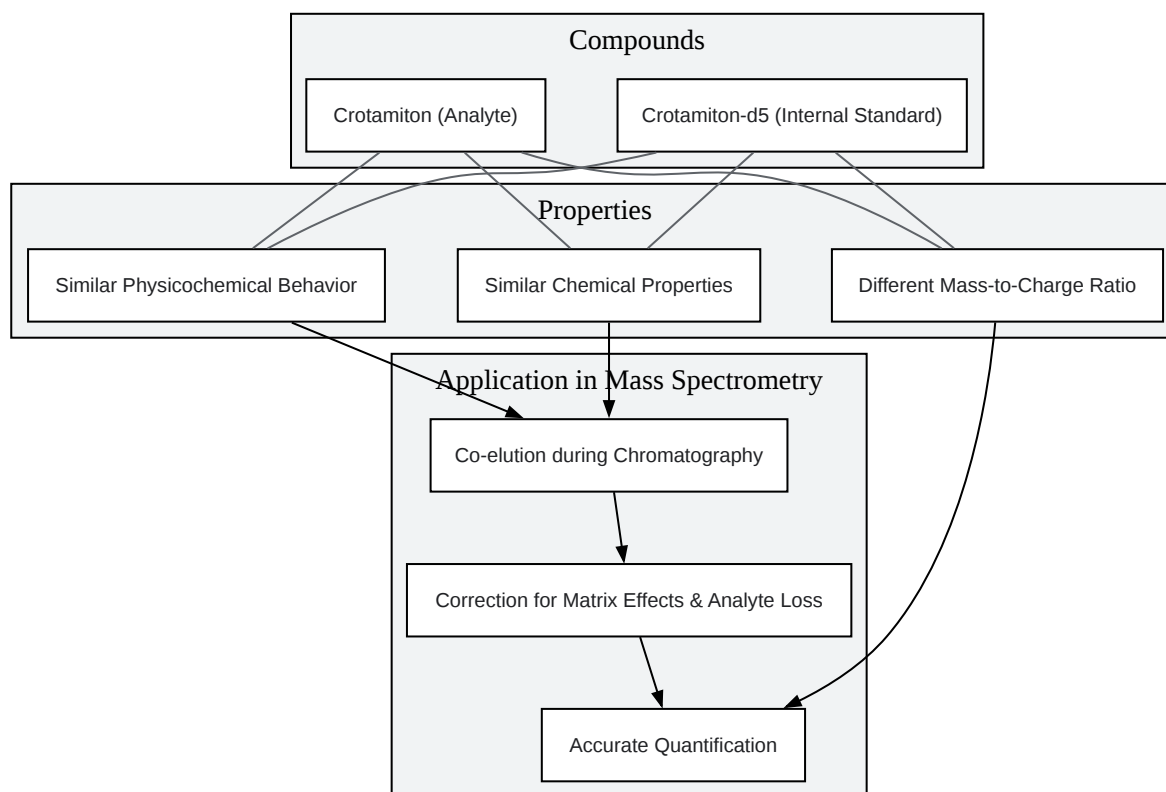 Compounds
Crotamiton (Analyte)
Crotamiton-d5 (Internal Standard)
Properties
Similar Physicochemical Behavior
Similar Chemical Properties
Different Mass-to-Charge Ratio
Application in Mass Spectrometry
Co-elution during Chromatography
Correction for Matrix Effects & Analyte Loss
Accurate Quantification